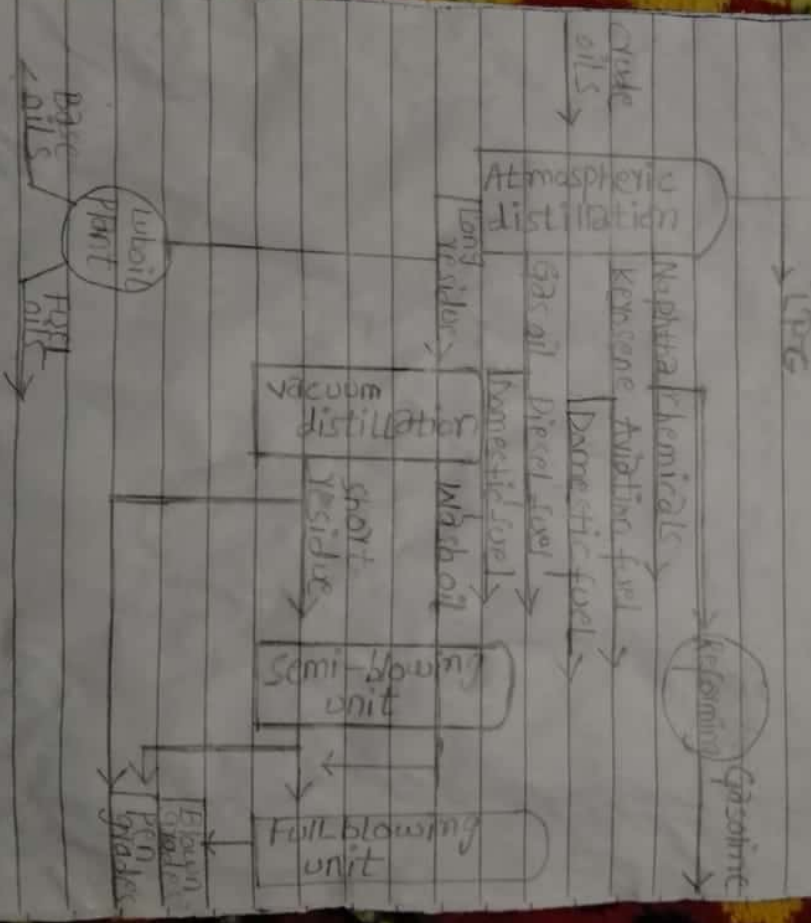 LPG
Crude
oils
Atmospheric
distillation
Naphtha
chemicals
Reforming
Gasoline
Kerosene
Aviation fuel
Domestic fuel
Gas oil
Diesel fuel
Domestic fuel
Long
residue
Vacuum
distillation
Wash oil
short
residue
Semi-blowing
unit
Full blowing
unit
Blown
grades
pen
grades
Luboil
Plant
Base
oils
Fuel
oils